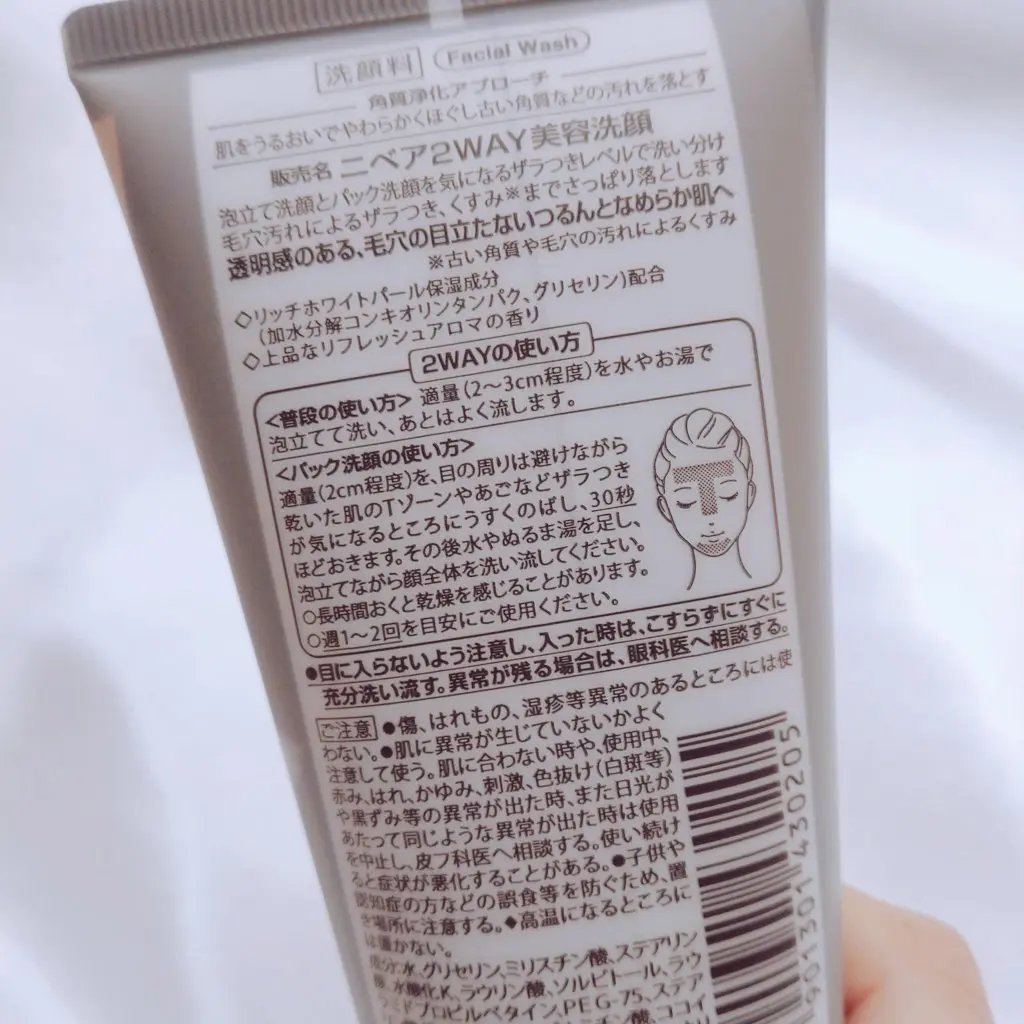 洗顔料 Facial Wash
角質浄化アプローチ
肌をうるおいでやわらかくほぐし古い角質などの汚れを落とす
販売名 ニベア2WAY美容洗顔
泡立て洗顔とパック洗顔を気になるザラつきレベルで洗い分け
毛穴汚れによるザラつき、くすみ※までさっぱり落とします
透明感のある、毛穴の目立たないつるんとなめらか肌へ
※古い角質や毛穴の汚れによるくすみ
◇リッチホワイトパール保湿成分
(加水分解コンキオリンタンパク、グリセリン)配合
◇上品なリフレッシュアロマの香り
2WAYの使い方
<普段の使い方> 適量(2〜3cm程度)を水やお湯で
泡立てて洗い、あとはよく流します。
<パック洗顔の使い方>
適量(2cm程度)を、目の周りは避けながら
乾いた肌のTゾーンやあごなどザラつき
が気になるところにうすくのばし、30秒
ほどおきます。その後水やぬるま湯を足し、
泡立てながら顔全体を洗い流してください。
○長時間おくと乾燥を感じることがあります。
○週1〜2回を目安にご使用ください。
●目に入らないよう注意し、入った時は、こすらずにすぐに
充分洗い流す。異常が残る場合は、眼科医へ相談する。
ご注意 ●傷、はれもの、湿疹等異常のあるところには使
わない。●肌に異常が生じていないかよく
注意して使う。肌に合わない時や、使用中、
赤み、はれ、かゆみ、刺激、色抜け(白斑等)
や黒ずみ等の異常が出た時、また日光が
あたって同じような異常が出た時は使用
を中止し、皮フ科医へ相談する。使い続け
ると症状が悪化することがある。●子供や
認知症の方などの誤食等を防ぐため、置
き場所に注意する。◆高温になるところに
は置かない。
成分:水、グリセリン、ミリスチン酸、ステアリン
酸、水酸化K、ラウリン酸、ソルビトール、ラウ
ラミドプロピルベタイン、PEG-75、ステア
ミチン酸、ココイ
901301430205